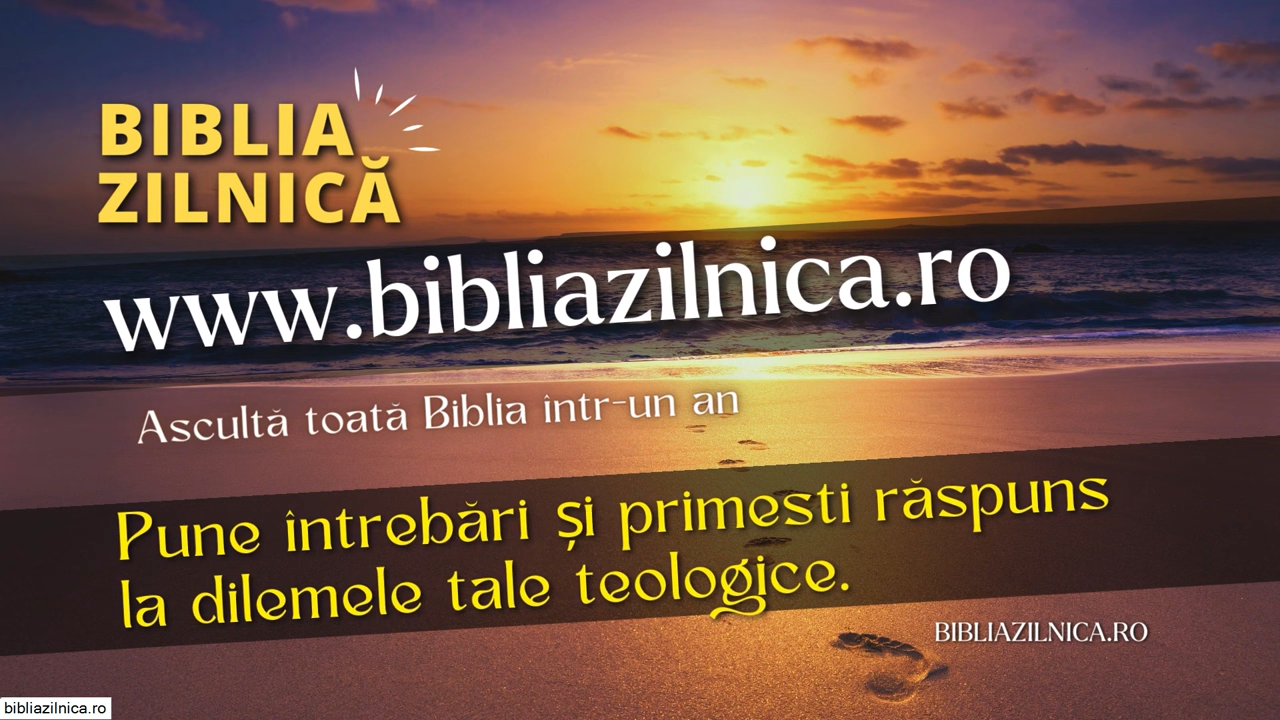 BIBLIA
ZILNICĂ
www.bibliazilnica.ro
Ascultă toată Biblia într-un an
Pune întrebări și primesti răspuns
la dilemele tale teologice.
BIBLIAZILNICA.RO
bibliazilnica.ro